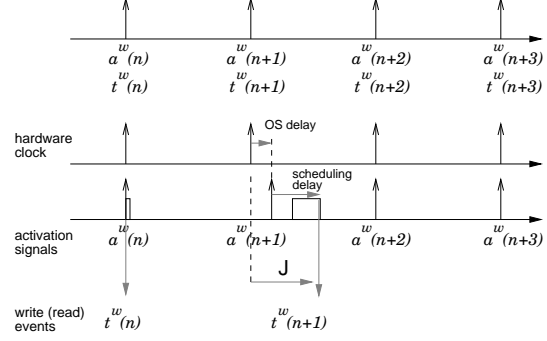 a^w(n) a^w(n+1) a^w(n+2) a^w(n+3)
t^w(n) t^w(n+1) t^w(n+2) t^w(n+3)
OS delay
hardware
clock
scheduling
delay
activation
signals
a^w(n) a^w(n+1) a^w(n+2) a^w(n+3)
J
write (read)
events
t^w(n) t^w(n+1)